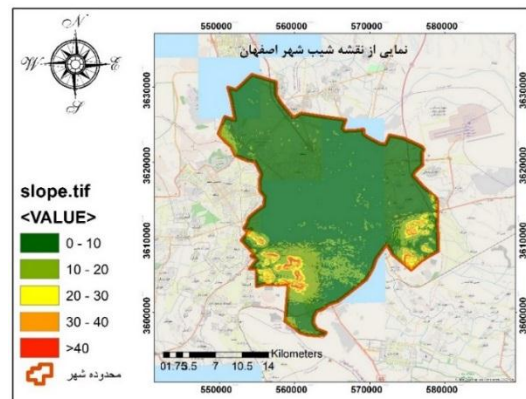 550000 560000 570000 580000
نمایی از نقشه شیب شهر اصفهان
N
W E
S
3630000 3630000
3620000 3620000
3610000 3610000
3600000 3600000
slope.tif
<VALUE>
0 - 10
10 - 20
20 - 30
30 - 40
>40
محدوده شهر
Kilometers
01.753.5 7 10.5 14
550000 560000 570000 580000